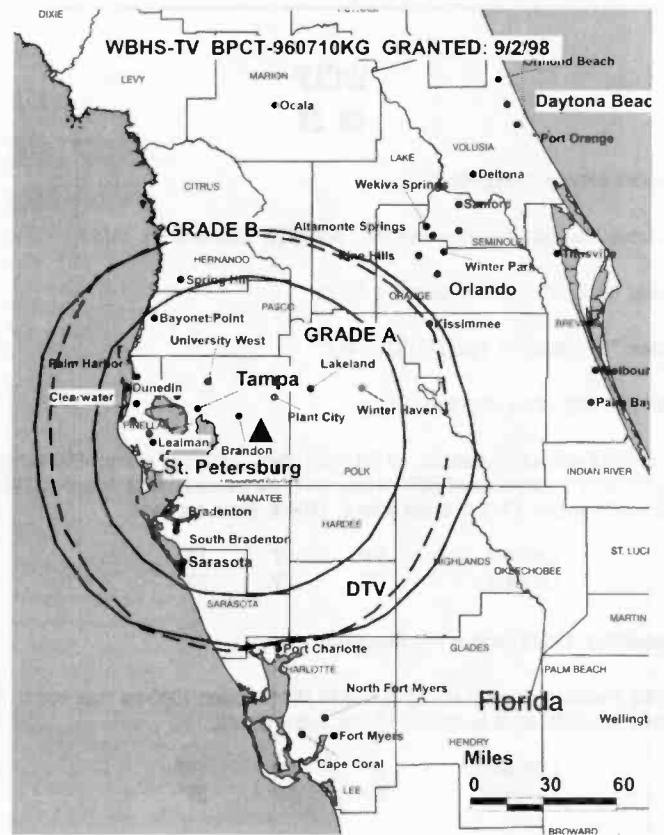 DIXIE
WBHS-TV BPCT-960710KG GRANTED: 9/2/98
Ormond Beach
LEVY
MARION
Ocala
Daytona Beac
Port Orange
LAKE
VOLUSIA
Deltona
CITRUS
Wekiva Springs
Sanford
GRADE B
Altamonte Springs
SEMINOLE
HERNANDO
Pine Hills
Winter Park
Titusville
Spring Hill
ORANGE
Orlando
PASCO
Bayonet Point
GRADE A
Kissimmee
BREVARD
University West
Palm Harbor
Lakeland
Melbour
Dunedin
Tampa
Clearwater
Plant City
Winter Haven
Palm Bay
PINELLA
Lealman
Brandon
St. Petersburg
POLK
INDIAN RIVER
MANATEE
Bradenton
HARDEE
South Bradenton
ST. LUCI
Sarasota
HIGHLANDS
OKEECHOBEE
DTV
SARASOTA
MARTIN
Port Charlotte
GLADES
CHARLOTTE
PALM BEACH
North Fort Myers
Florida
Wellingt
Fort Myers
HENDRY
Cape Coral
Miles
LEE
0 30 60
BROWARD